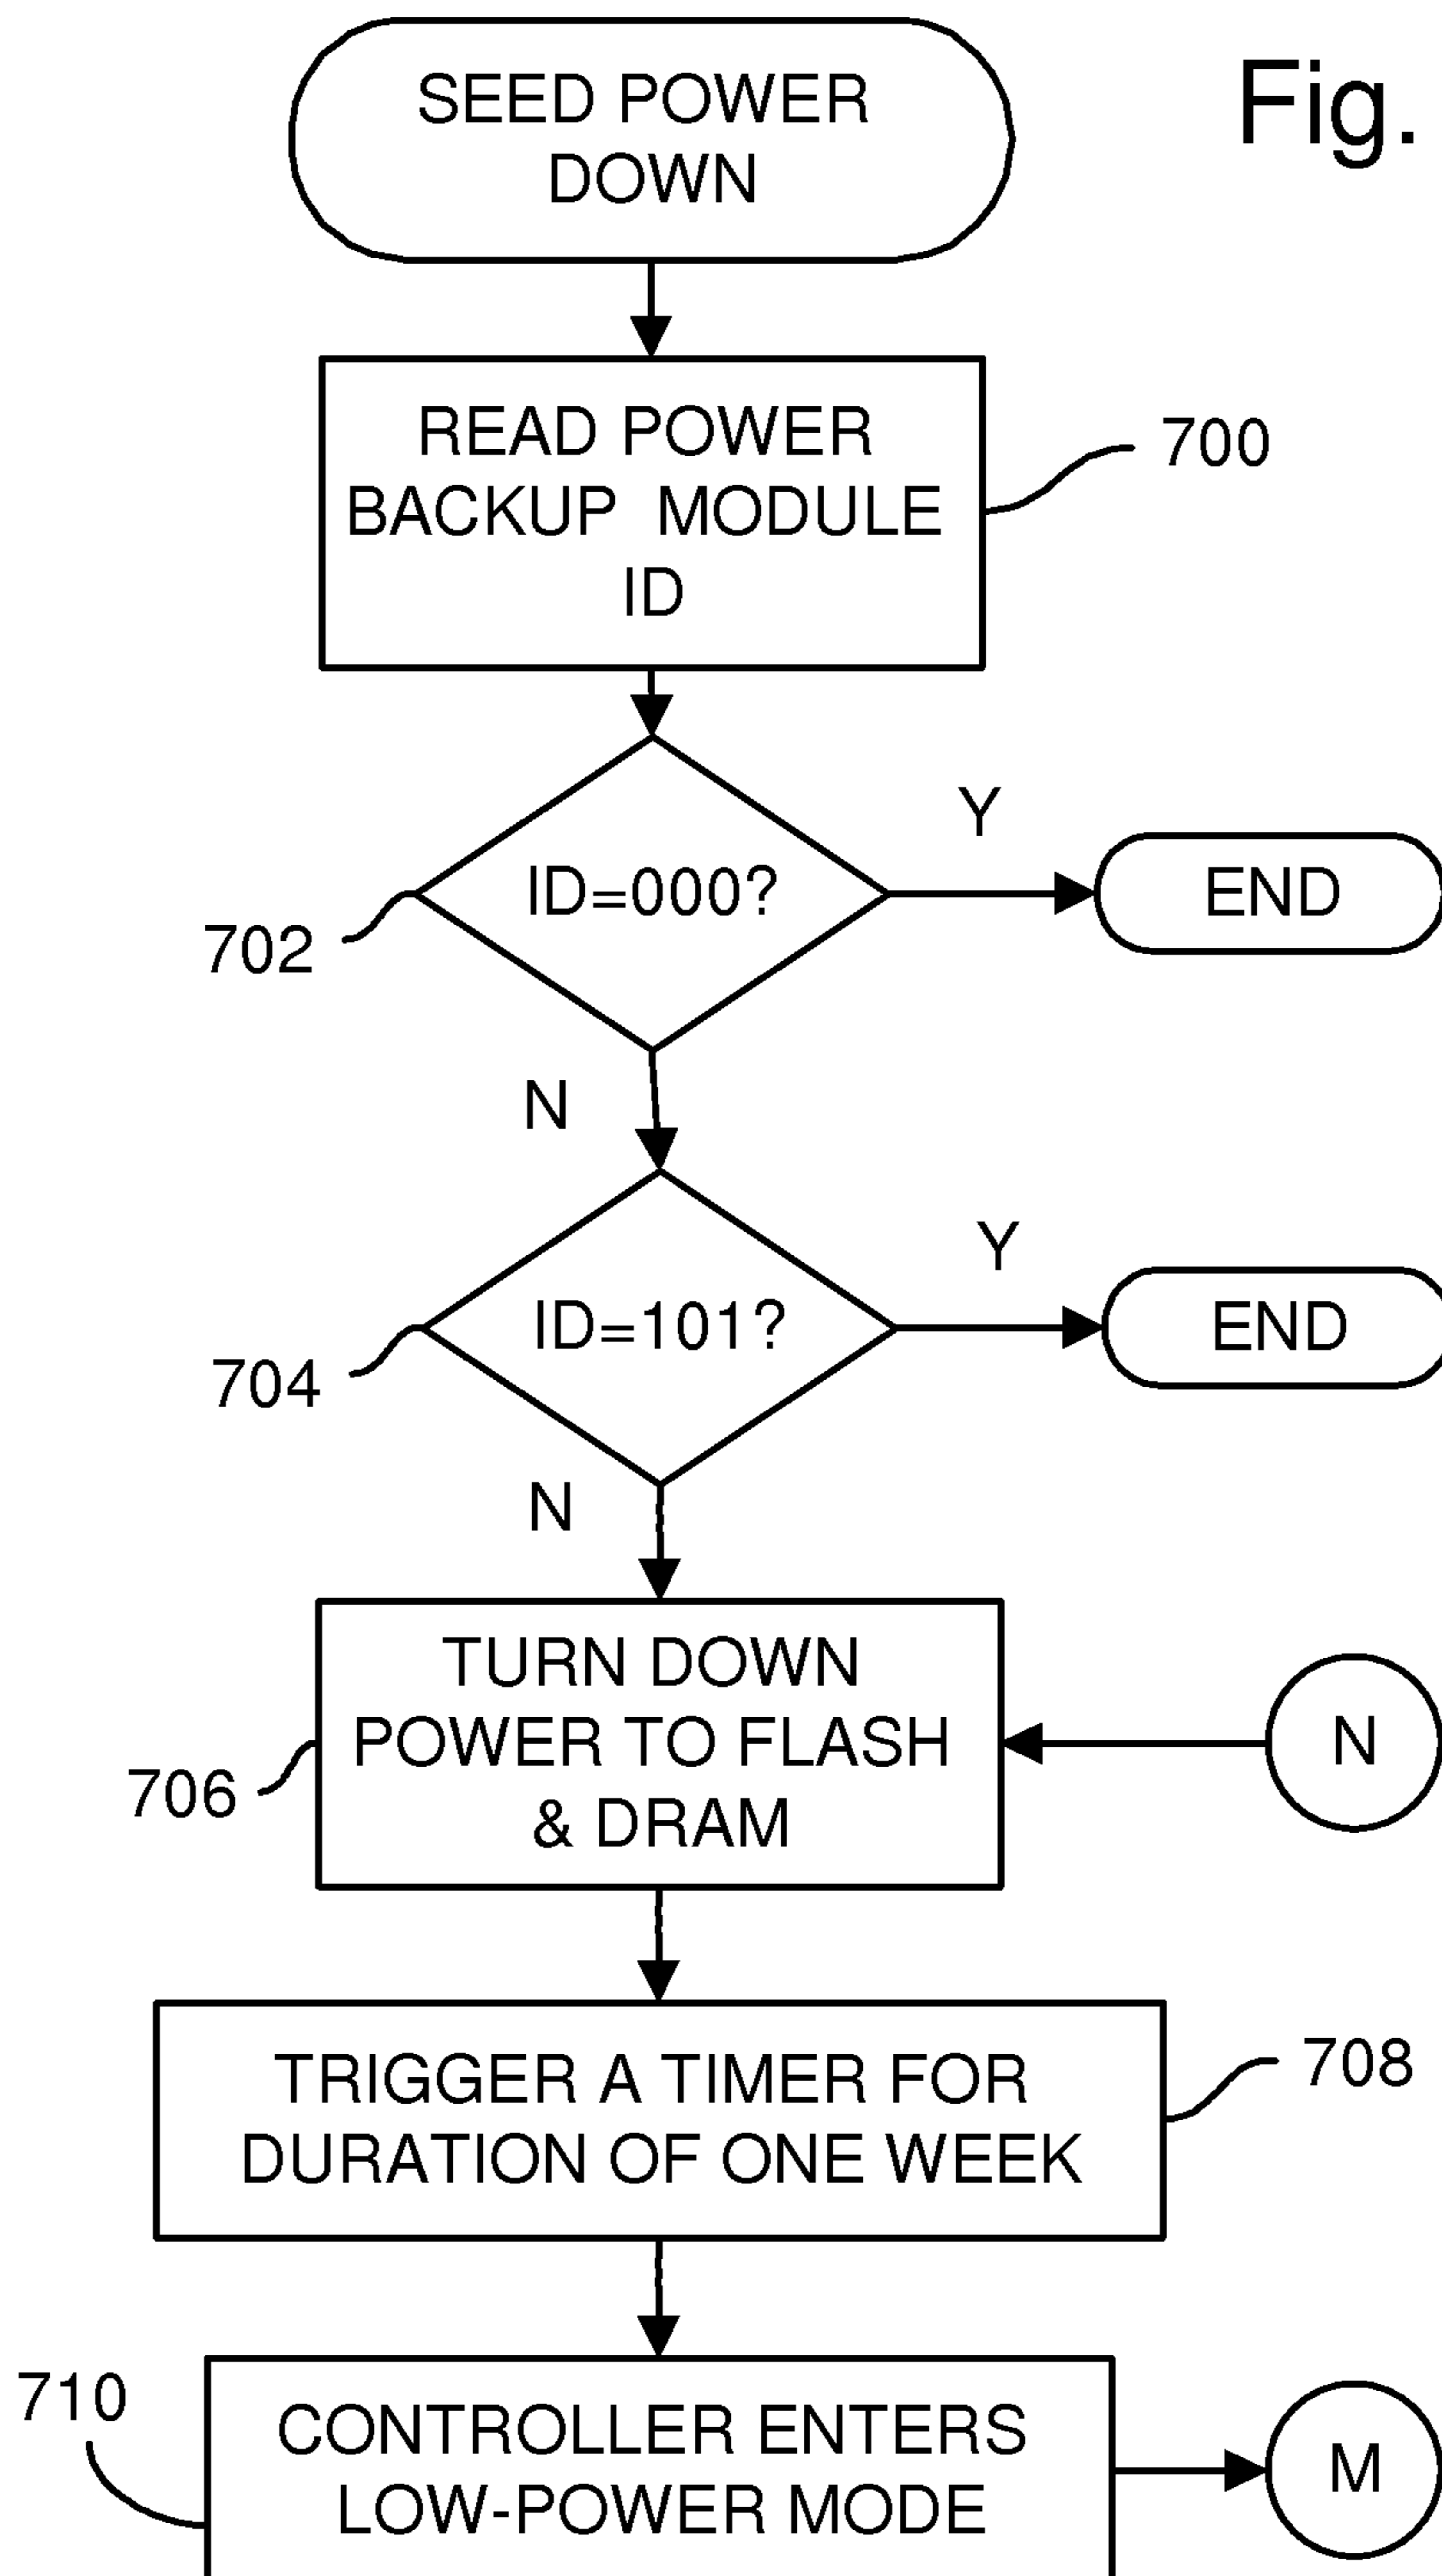 SEED POWER
DOWN
Fig.
READ POWER
BACKUP MODULE
ID
700
ID=000?
Y
END
702
N
ID=101?
Y
END
704
N
TURN DOWN
POWER TO FLASH
& DRAM
N
706
TRIGGER A TIMER FOR
DURATION OF ONE WEEK
708
710
CONTROLLER ENTERS
LOW-POWER MODE
M